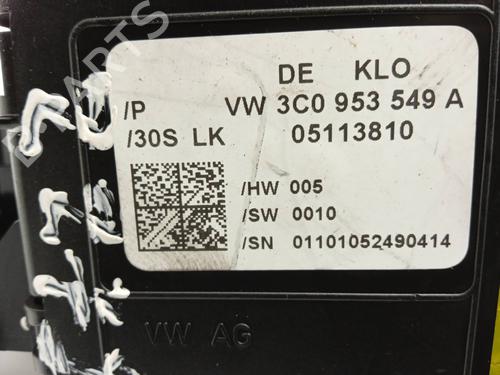 DE KLO
/P VW 3C0 953 549 A
/30S LK 05113810
/HW 005
/SW 0010
/SN 01101052490414
VW AG